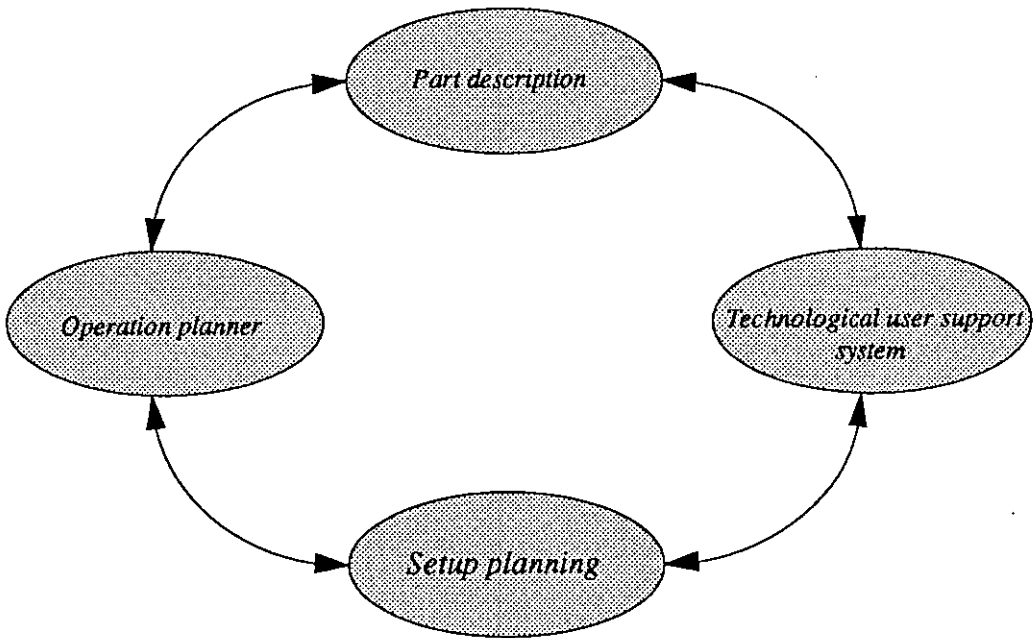 Part description
Operation planner
Technological user support
system
Setup planning